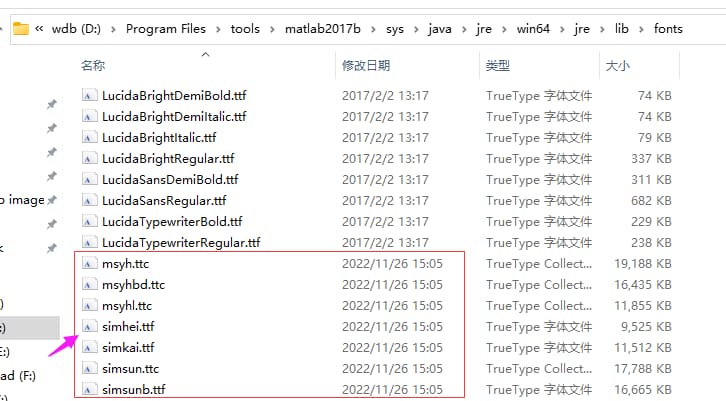 « wdb (D:) › Program Files › tools › matlab2017b › sys › java › jre › win64 › jre › lib › fonts
名称 修改日期 类型 大小
LucidaBrightDemiBold.ttf 2017/2/2 13:17 TrueType 字体文件 74 KB
LucidaBrightDemiItalic.ttf 2017/2/2 13:17 TrueType 字体文件 74 KB
LucidaBrightItalic.ttf 2017/2/2 13:17 TrueType 字体文件 79 KB
LucidaBrightRegular.ttf 2017/2/2 13:17 TrueType 字体文件 337 KB
LucidaSansDemiBold.ttf 2017/2/2 13:17 TrueType 字体文件 311 KB
o image LucidaSansRegular.ttf 2017/2/2 13:17 TrueType 字体文件 682 KB
LucidaTypewriterBold.ttf 2017/2/2 13:17 TrueType 字体文件 229 KB
LucidaTypewriterRegular.ttf 2017/2/2 13:17 TrueType 字体文件 238 KB
msyh.ttc 2022/11/26 15:05 TrueType Collect... 19,188 KB
msyhbd.ttc 2022/11/26 15:05 TrueType Collect... 16,435 KB
msyhl.ttc 2022/11/26 15:05 TrueType Collect... 11,855 KB
:) simhei.ttf 2022/11/26 15:05 TrueType 字体文件 9,525 KB
E:) simkai.ttf 2022/11/26 15:05 TrueType 字体文件 11,512 KB
ad (F:) simsun.ttc 2022/11/26 15:05 TrueType Collect... 17,788 KB
simsunb.ttf 2022/11/26 15:05 TrueType 字体文件 16,665 KB